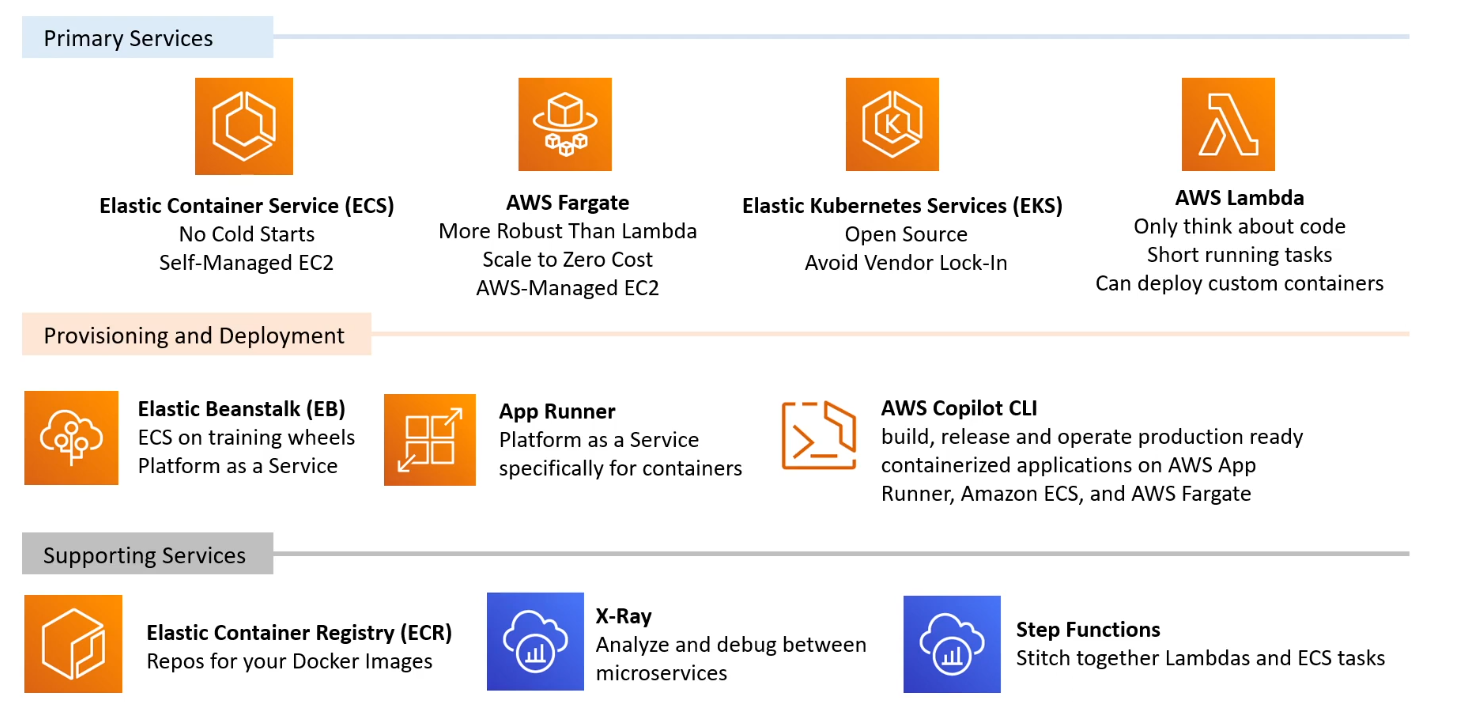 Primary Services
Elastic Container Service (ECS)
No Cold Starts
Self-Managed EC2
AWS Fargate
More Robust Than Lambda
Scale to Zero Cost
AWS-Managed EC2
K
Elastic Kubernetes Services (EKS)
Open Source
Avoid Vendor Lock-In
AWS Lambda
Only think about code
Short running tasks
Can deploy custom containers
Provisioning and Deployment
Elastic Beanstalk (EB)
ECS on training wheels
Platform as a Service
App Runner
Platform as a Service
specifically for containers
AWS Copilot CLI
build, release and operate production ready
containerized applications on AWS App
Runner, Amazon ECS, and AWS Fargate
Supporting Services
Elastic Container Registry (ECR)
Repos for your Docker Images
X-Ray
Analyze and debug between
microservices
Step Functions
Stitch together Lambdas and ECS tasks